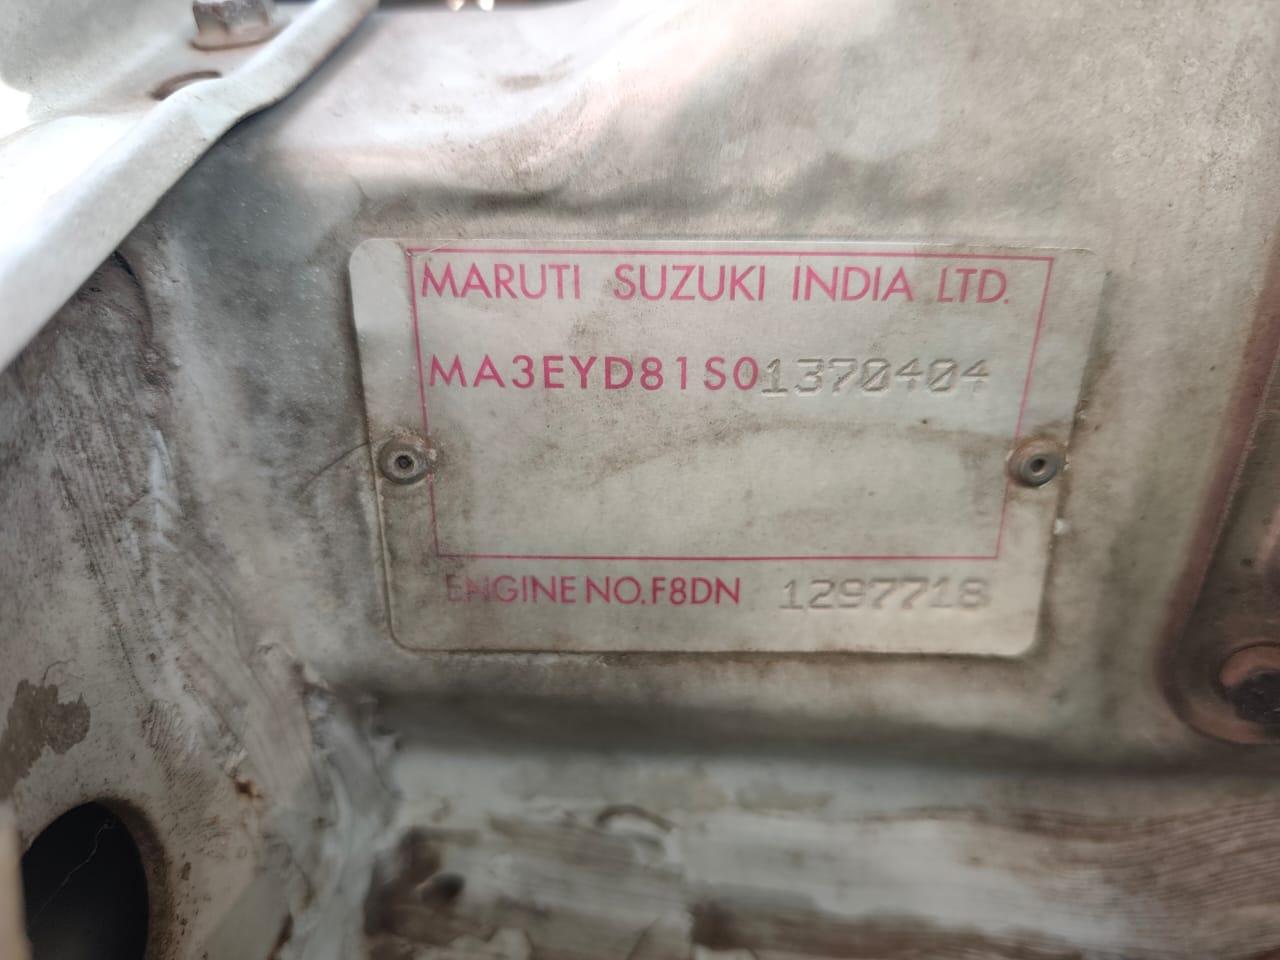 MARUTI SUZUKI INDIA LTD.
MA3EYD81S01370404
ENGINE NO.F8DN 1297718